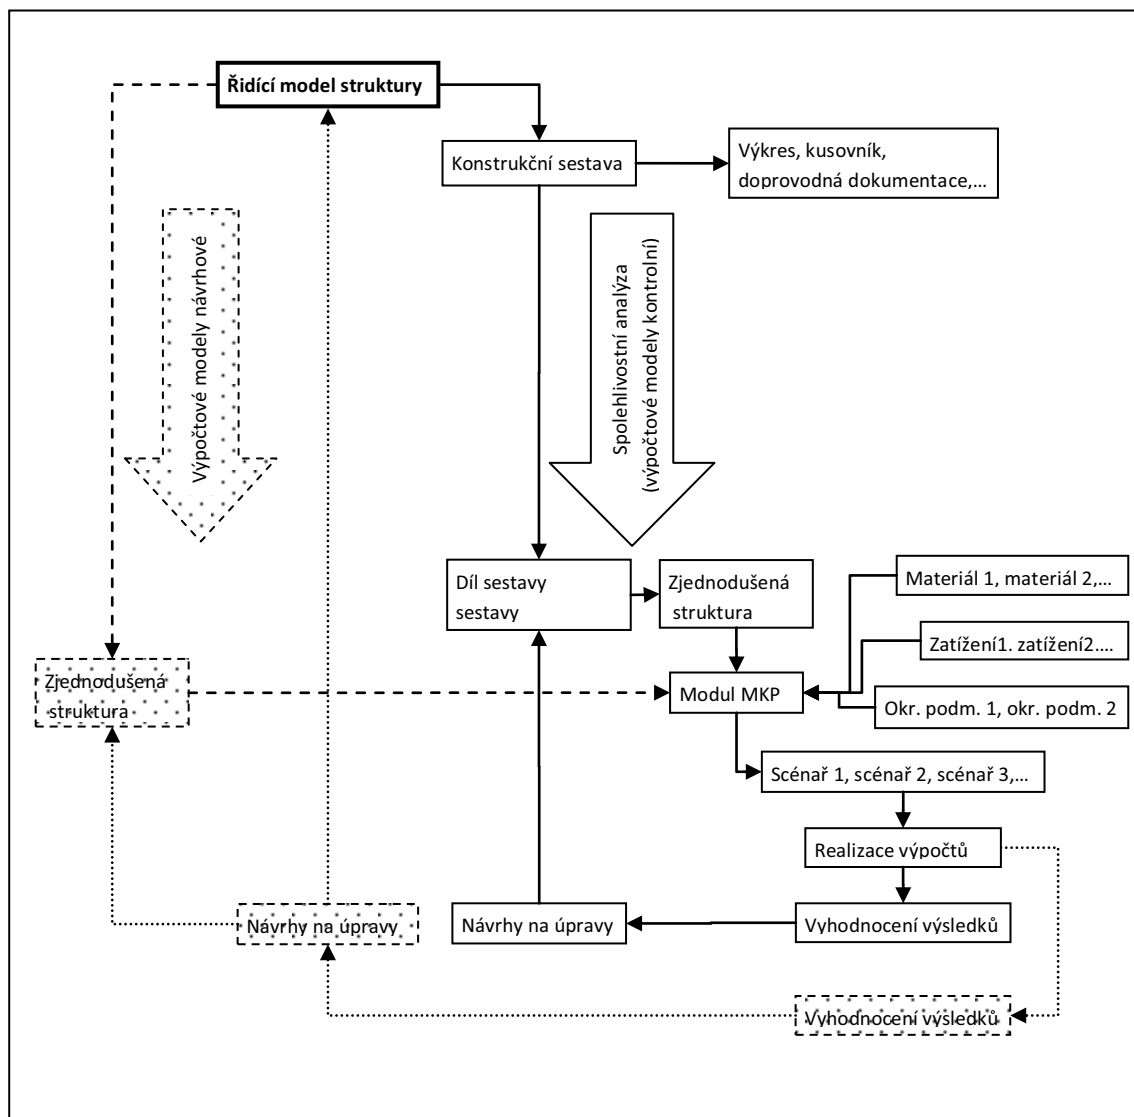 Řidící model struktury
Konstrukční sestava
Výkres, kusovník,
doprovodná dokumentace,…
Výpočtové modely návrhové
Spolehlivostní analýza
(výpočtové modely kontrolní)
Díl sestavy
sestavy
Zjednodušená
struktura
Materiál 1, materiál 2,…
Zatížení1. zatížení2.…
Zjednodušená
struktura
Modul MKP
Okr. podm. 1, okr. podm. 2
Scénař 1, scénař 2, scénař 3,…
Realizace výpočtů
Návrhy na úpravy
Návrhy na úpravy
Vyhodnocení výsledků
Vyhodnocení výsledků